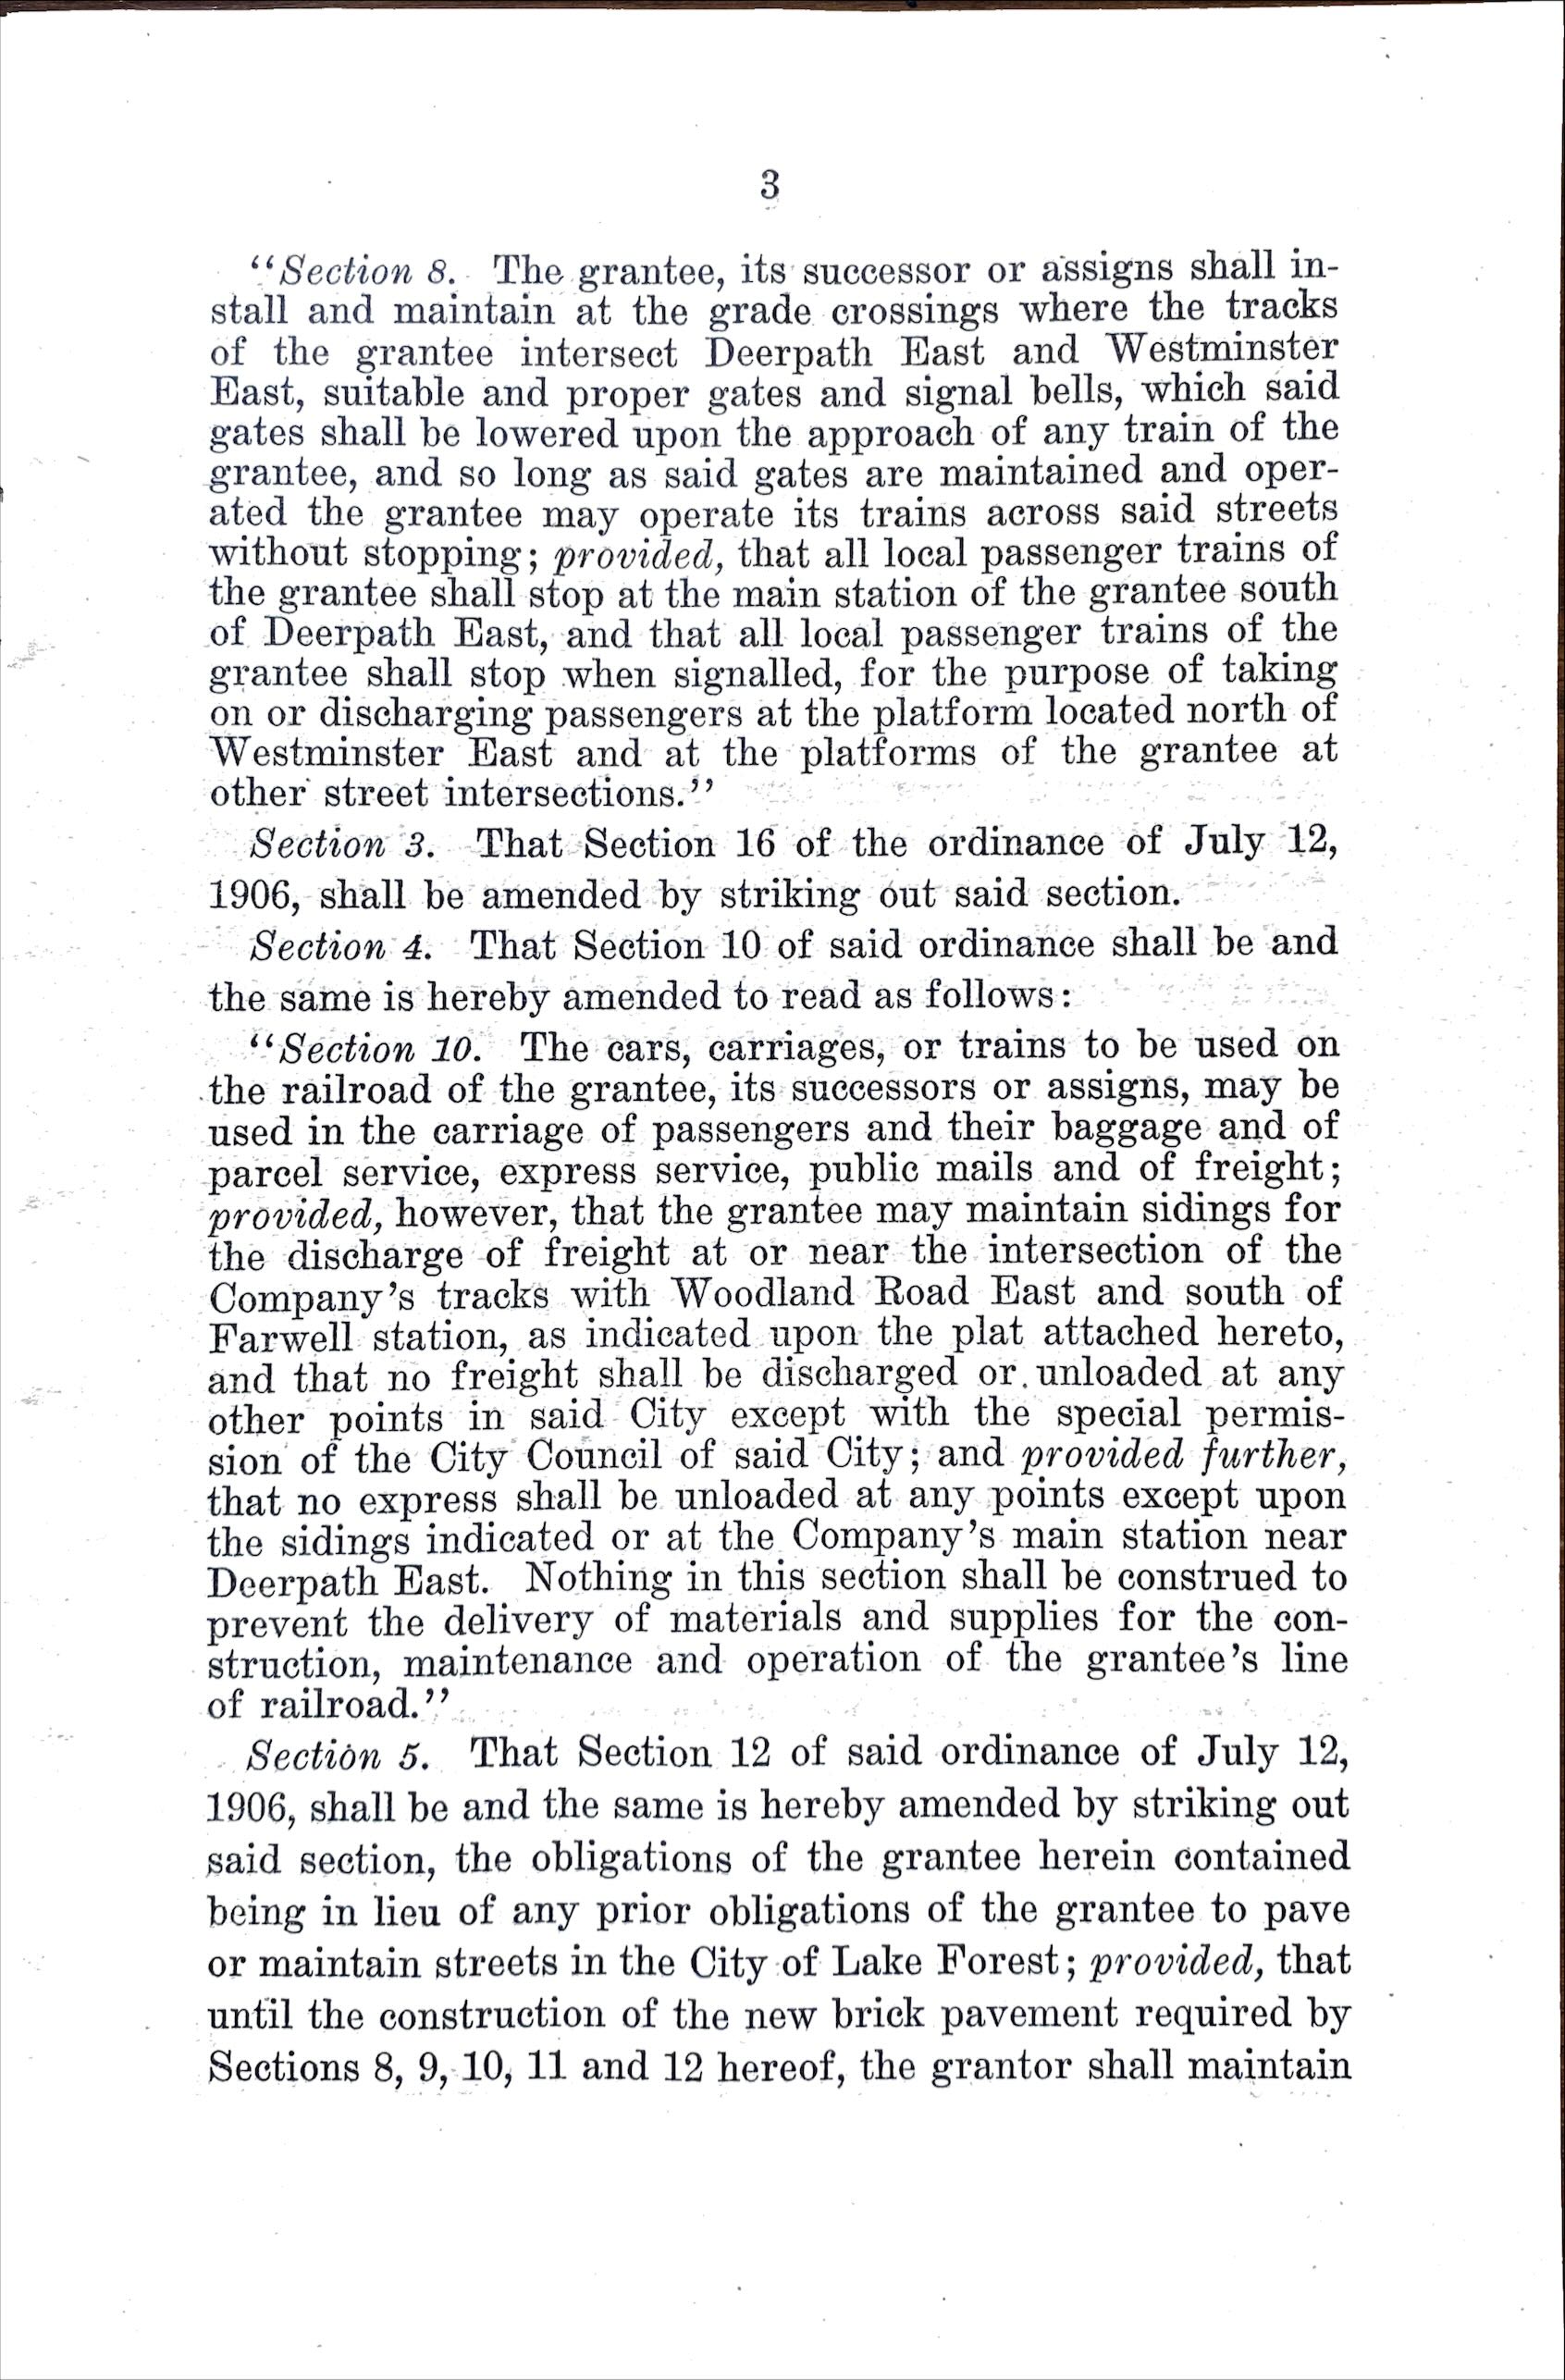 3
“Section 8. The grantee, its successor or assigns shall in-
stall and maintain at the grade crossings where the tracks
of the grantee intersect Deerpath East and Westminster
East, suitable and proper gates and signal bells, which said
gates shall be lowered upon the approach of any train of the
grantee, and so long as said gates are maintained and oper-
ated the grantee may operate its trains across said streets
without stopping; provided, that all local passenger trains of
the grantee shall stop at the main station of the grantee south
of Deerpath East, and that all local passenger trains of the
grantee shall stop when signalled, for the purpose of taking
on or discharging passengers at the platform located north of
Westminster East and at the platforms of the grantee at
other street intersections.”
Section 3. That Section 16 of the ordinance of July 12,
1906, shall be amended by striking out said section.
Section 4. That Section 10 of said ordinance shall be and
the same is hereby amended to read as follows:
“Section 10. The cars, carriages, or trains to be used on
the railroad of the grantee, its successors or assigns, may be
used in the carriage of passengers and their baggage and of
parcel service, express service, public mails and of freight;
provided, however, that the grantee may maintain sidings for
the discharge of freight at or near the intersection of the
Company’s tracks with Woodland Road East and south of
Farwell station, as indicated upon the plat attached hereto,
and that no freight shall be discharged or unloaded at any
other points in said City except with the special permis-
sion of the City Council of said City; and provided further,
that no express shall be unloaded at any points except upon
the sidings indicated or at the Company’s main station near
Deerpath East. Nothing in this section shall be construed to
prevent the delivery of materials and supplies for the con-
struction, maintenance and operation of the grantee’s line
of railroad.”
Section 5. That Section 12 of said ordinance of July 12,
1906, shall be and the same is hereby amended by striking out
said section, the obligations of the grantee herein contained
being in lieu of any prior obligations of the grantee to pave
or maintain streets in the City of Lake Forest; provided, that
until the construction of the new brick pavement required by
Sections 8, 9, 10, 11 and 12 hereof, the grantor shall maintain